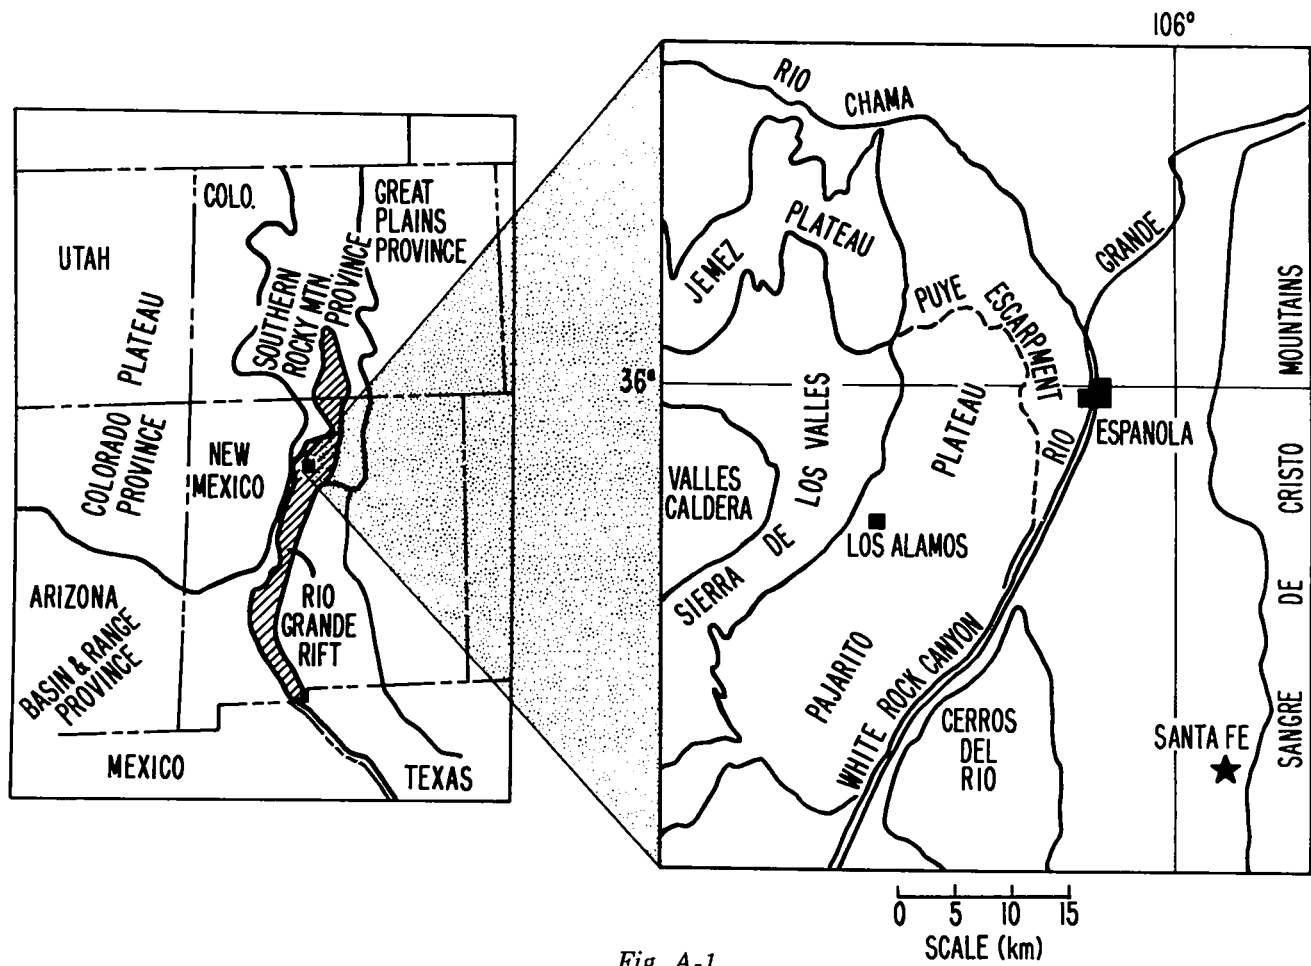 COLO.
GREAT
PLAINS
PROVINCE
UTAH
SOUTHERN
ROCKY MTN.
PROVINCE
COLORADO PLATEAU
PROVINCE
NEW
MEXICO
ARIZONA
RIO
GRANDE
RIFT
BASIN & RANGE
PROVINCE
MEXICO
TEXAS
106°
RIO CHAMA
JEMEZ PLATEAU
GRANDE
PUYE ESCARPMENT
36°
ESPANOLA
RIO
VALLES
CALDERA
SIERRA DE LOS VALLES
LOS ALAMOS
PAJARITO PLATEAU
WHITE ROCK CANYON
CERROS
DEL
RIO
SANTA FE
SANGRE DE CRISTO MOUNTAINS
0 5 10 15
SCALE (km)
Fig. A-1